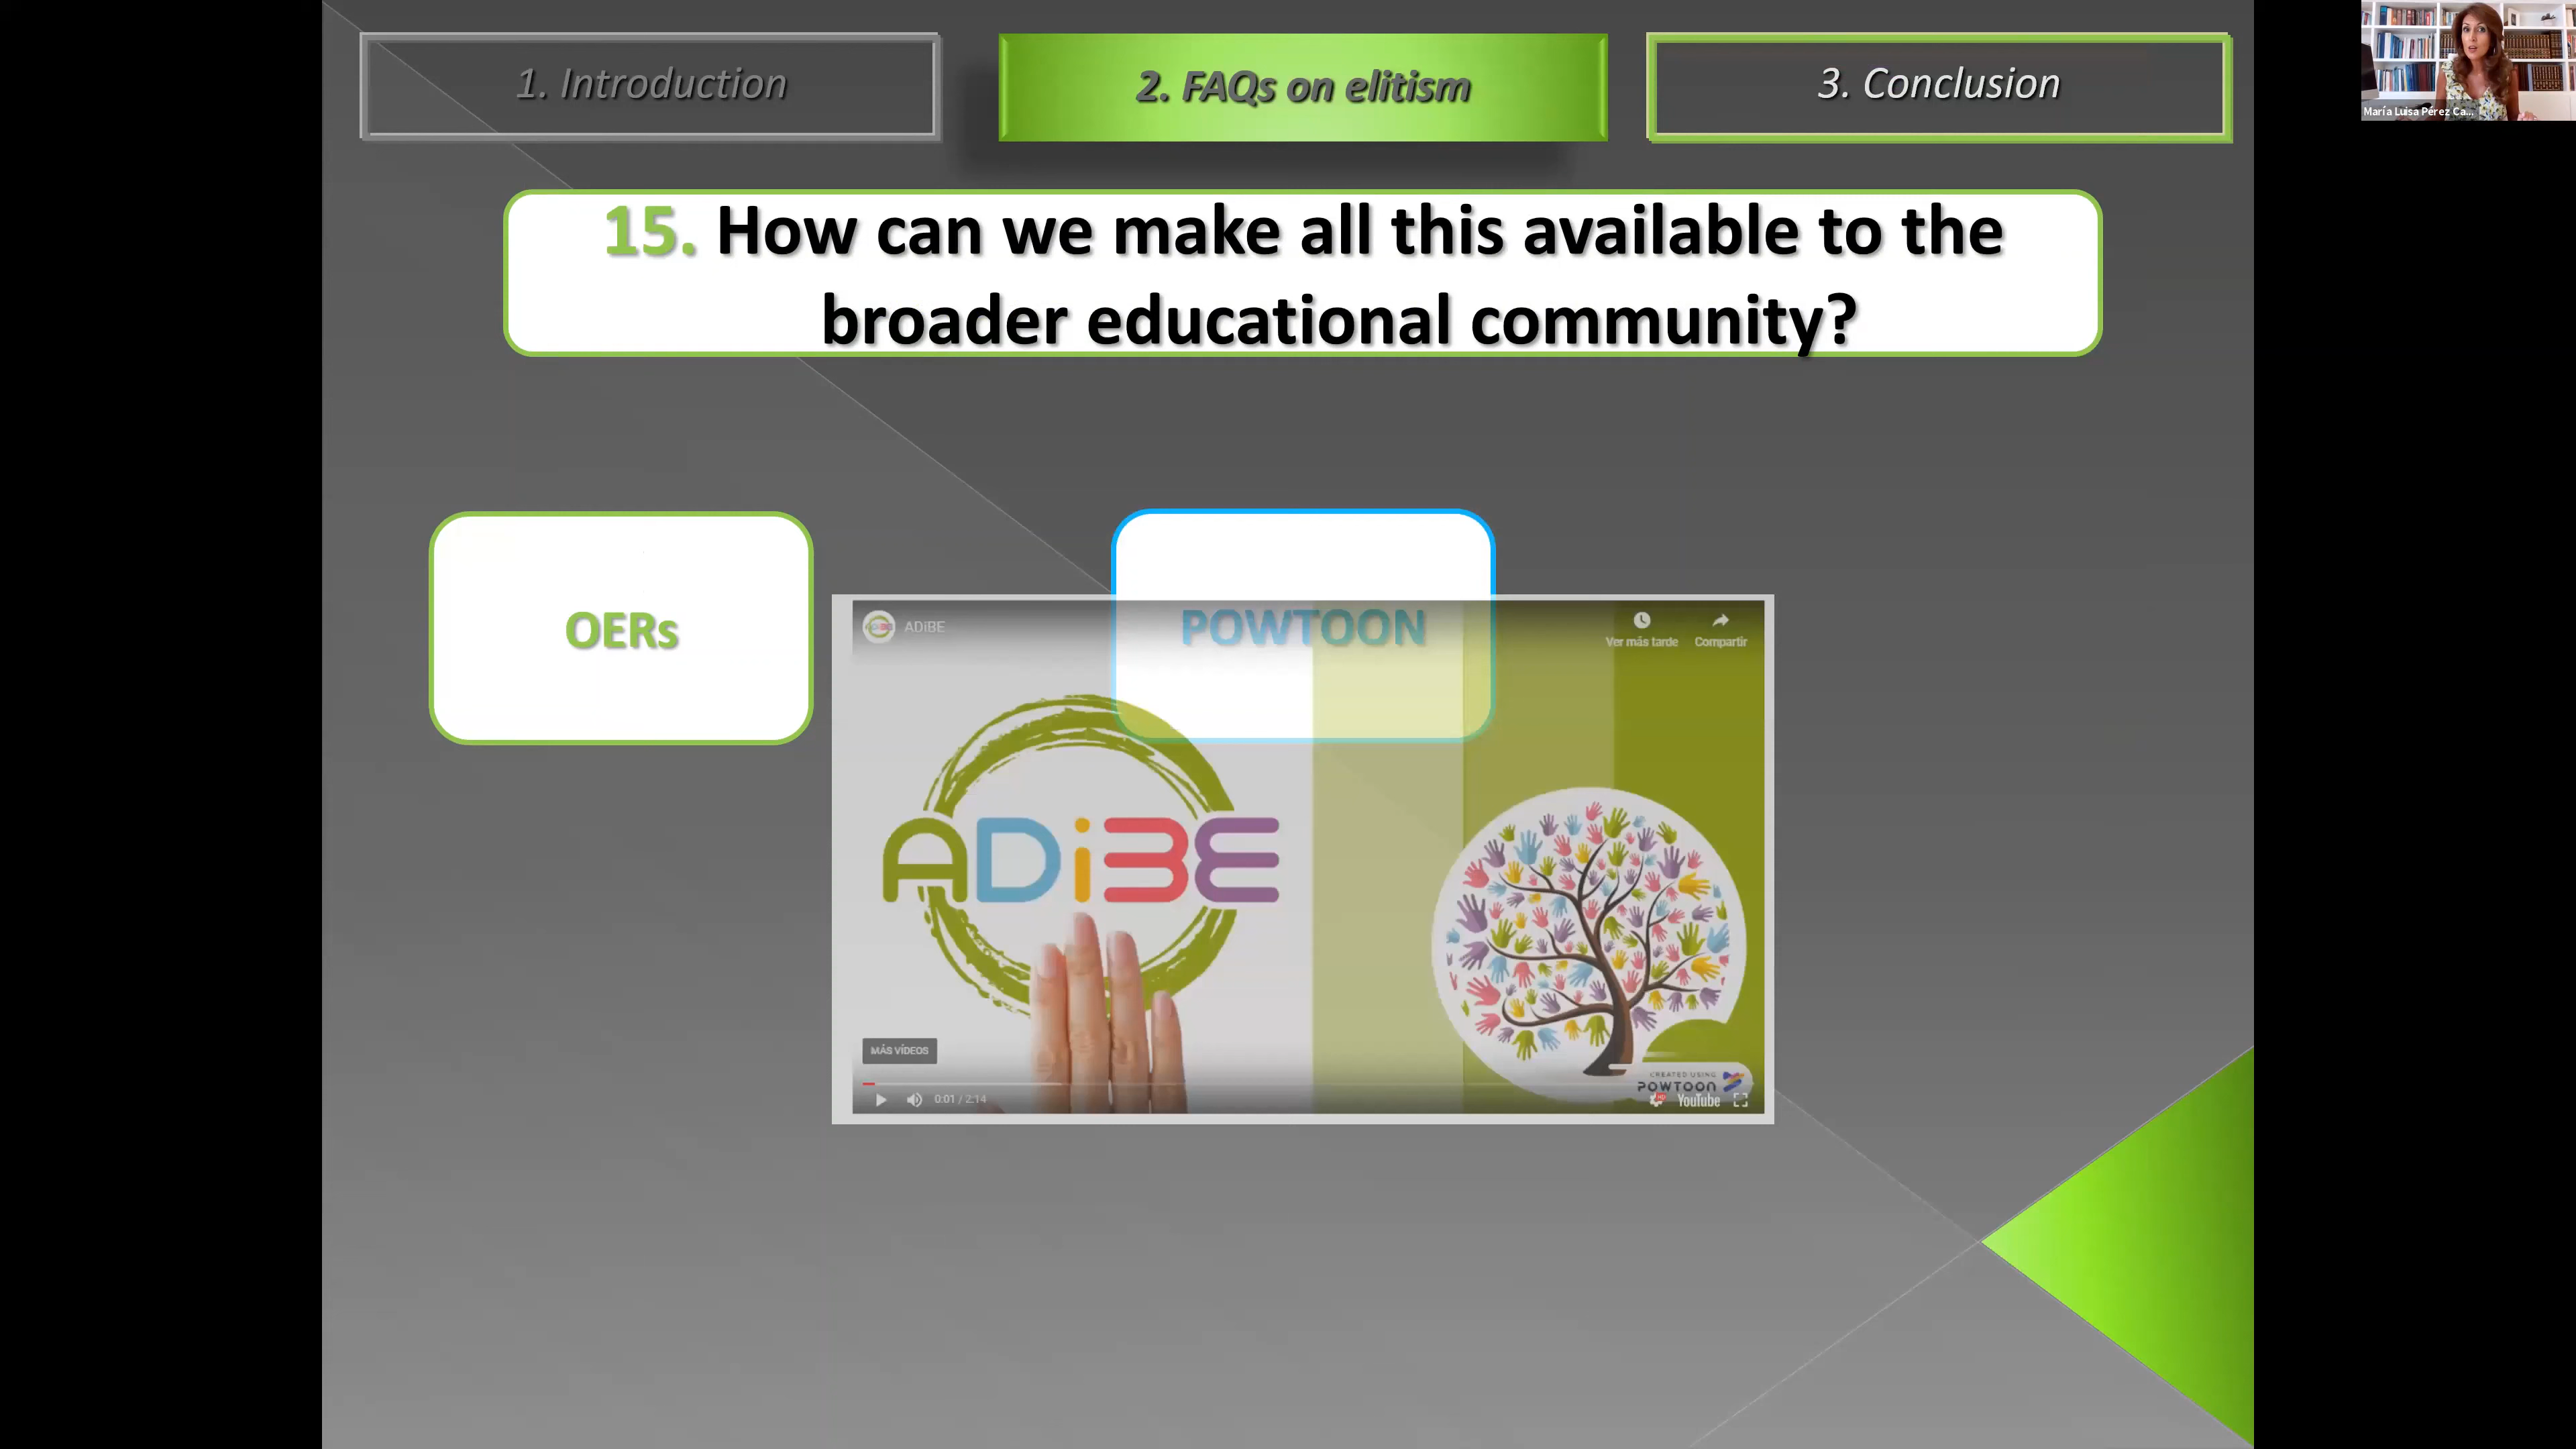 1. Introduction
2. FAQs on elitism
3. Conclusion
María Luisa Pérez Ca...
15. How can we make all this available to the
broader educational community?
OERs
POWTOON
ADiBE
Ver más tarde
Compartir
ADiBE
MÁS VÍDEOS
0:01 / 2:14
CREATED USING
POWTOON
HD
YouTube